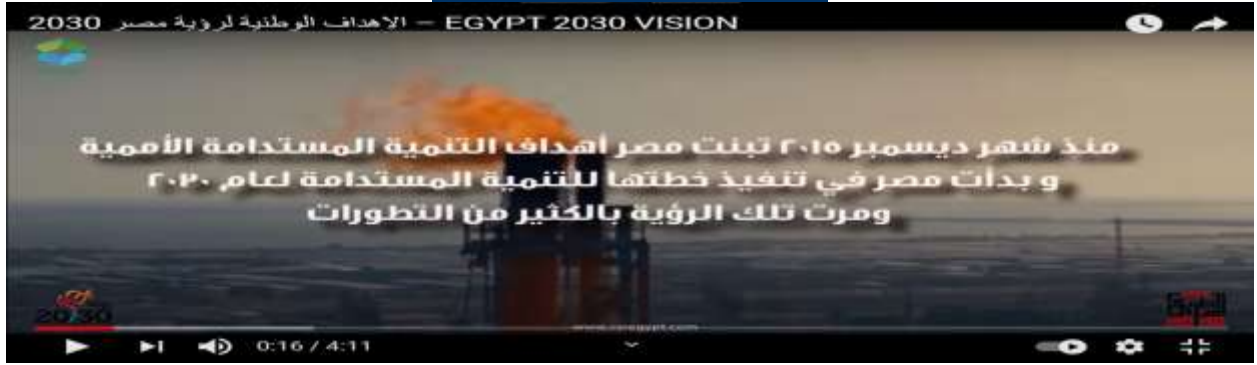 EGYPT 2030 VISION – الاهداف الوطنية لرؤية مصر 2030
منذ شهر ديسمبر ٢٠١٥ تبنت مصر أهداف التنمية المستدامة الأممية
و بدأت مصر في تنفيذ خطتها للتنمية المستدامة لعام ٢٠٣٠
ومرت تلك الرؤية بالكثير من التطورات
2030
0:16 / 4:11